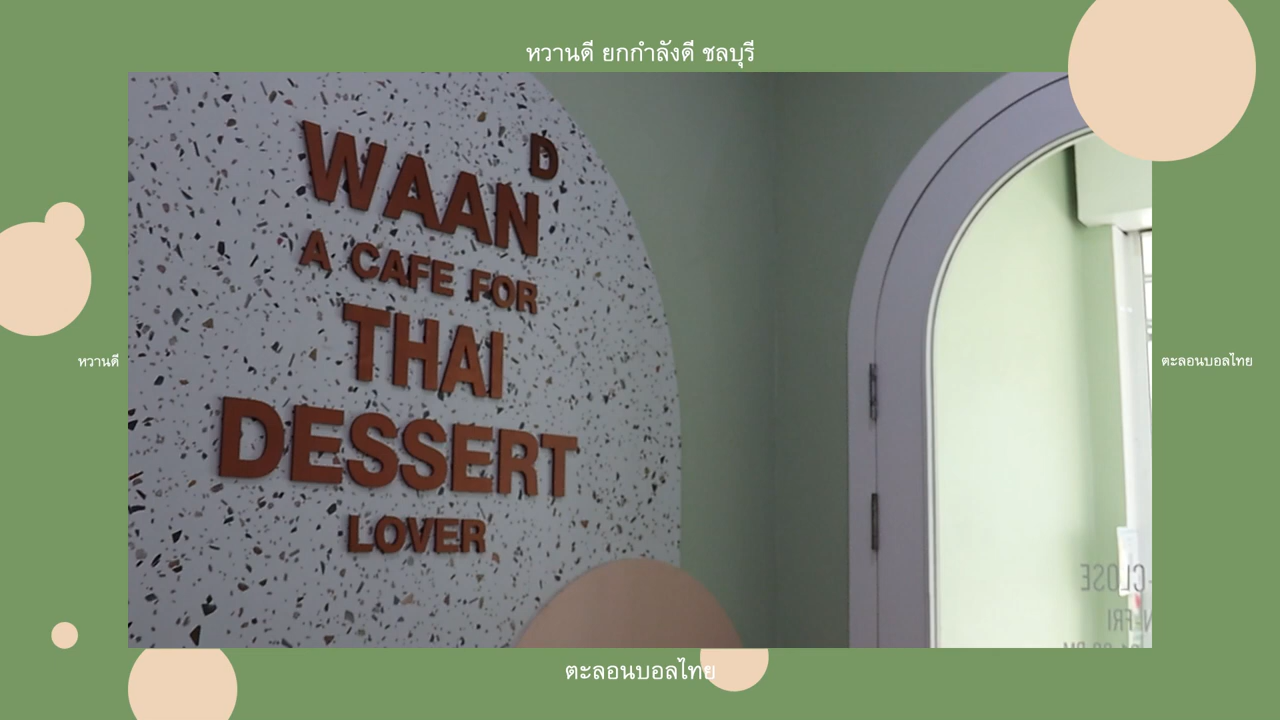 หวานดี ยกกำลังดี ชลบุรี
WAAN D
A CAFE FOR
THAI
DESSERT
LOVER
หวานดี
ตะลอนบอลไทย
CLOSE
FRI
ตะลอนบอลไทย